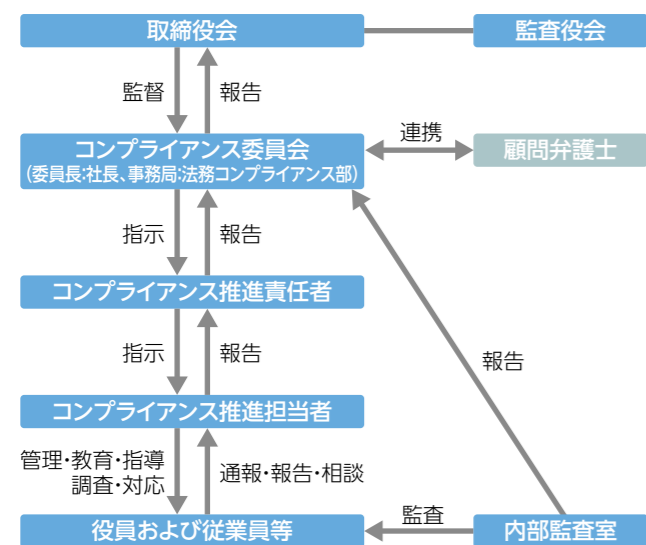 取締役会
監査役会
監督
報告
コンプライアンス委員会
(委員長:社長、事務局:法務コンプライアンス部)
連携
顧問弁護士
指示
報告
コンプライアンス推進責任者
指示
報告
報告
コンプライアンス推進担当者
管理・教育・指導
調査・対応
通報・報告・相談
役員および従業員等
監査
内部監査室